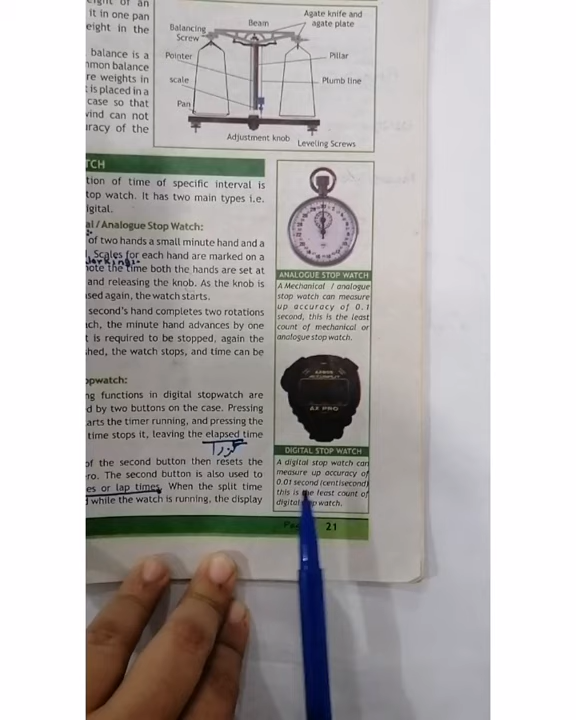 eight of an
it in one pan
eight in the
balance is a
mmon balance
re weights in
t is placed in a
case so that
wind can not
uracy of the
Agate knife and
agate plate
Beam
Balancing
Screw
Pointer
Pillar
scale
Plumb line
Pan
Adjustment knob
Leveling Screws
TCH
tion of time of specific interval is
top watch. It has two main types i.e.
igital.
al / Analogue Stop Watch:
of two hands a small minute hand and a
Scales for each hand are marked on a
note the time both the hands are set at
and releasing the knob. As the knob is
sed again, the watch starts.
second's hand completes two rotations
ch, the minute hand advances by one
t is required to be stopped, again the
hed, the watch stops, and time can be
opwatch:
ng functions in digital stopwatch are
d by two buttons on the case. Pressing
arts the timer running, and pressing the
time stops it, leaving the elapsed time
of the second button then resets the
ro. The second button is also used to
es or lap times. When the split time
while the watch is running, the display
ANALOGUE STOP WATCH
A Mechanical / analogue
stop watch can measure
up accuracy of 0.1
second, this is the least
count of mechanical or
analogue stop watch.
AX PRO
DIGITAL STOP WATCH
A digital stop watch can
measure up accuracy of
0.01 second (centisecond)
this is the least count of
digital stop watch.
21